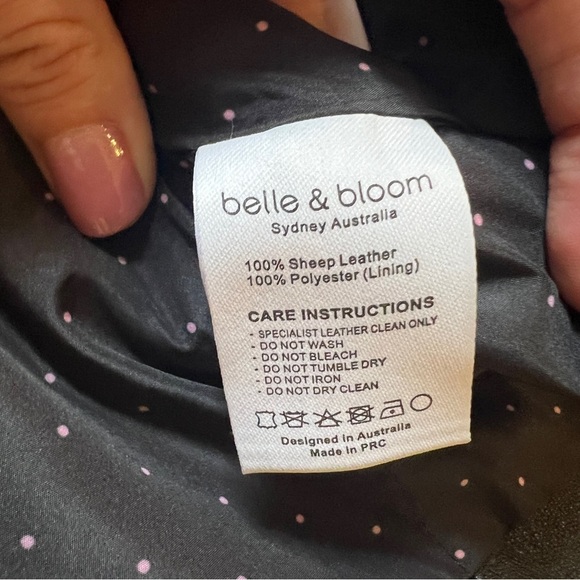 belle & bloom
Sydney Australia
100% Sheep Leather
100% Polyester (Lining)
CARE INSTRUCTIONS
- SPECIALIST LEATHER CLEAN ONLY
- DO NOT WASH
- DO NOT BLEACH
- DO NOT TUMBLE DRY
- DO NOT IRON
- DO NOT DRY CLEAN
Designed in Australia
Made in PRC